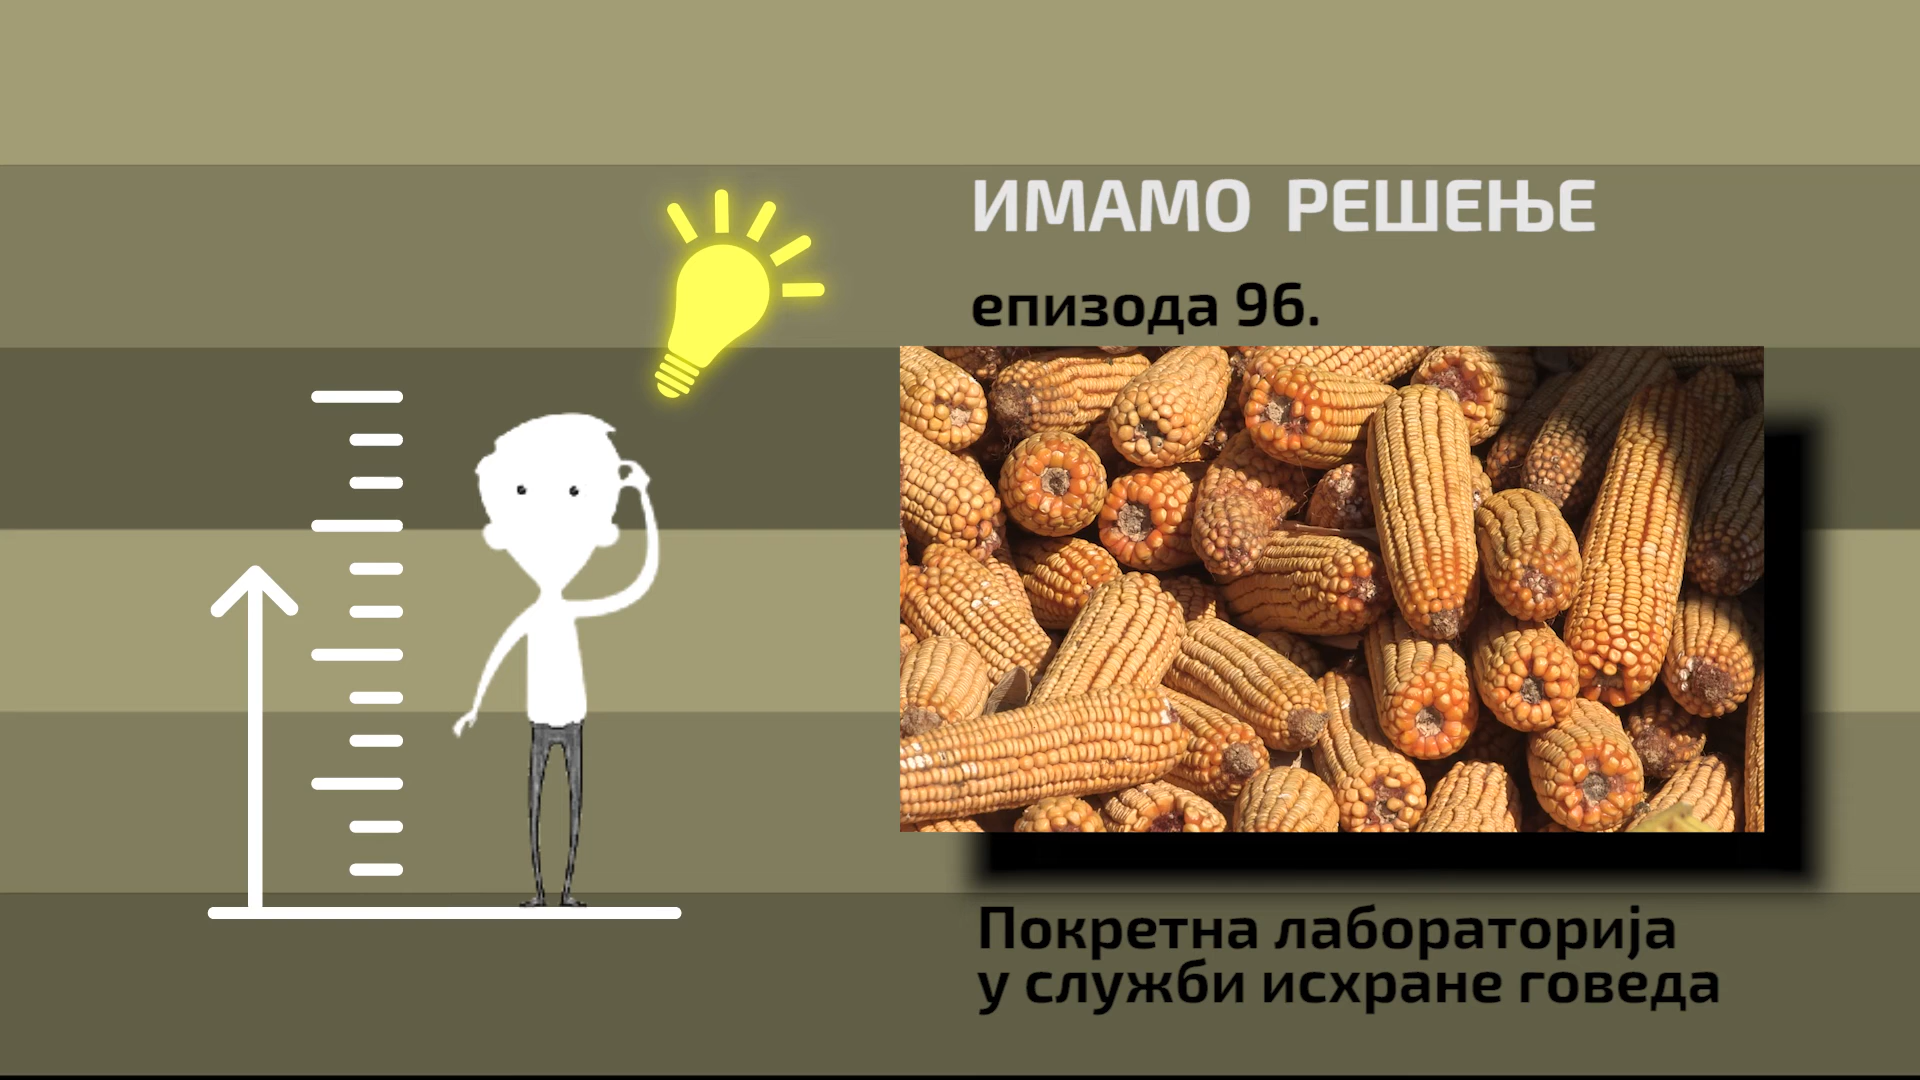 ИМАМО РЕШЕЊЕ
епизода 96.
Покретна лабораторија
у служби исхране говеда